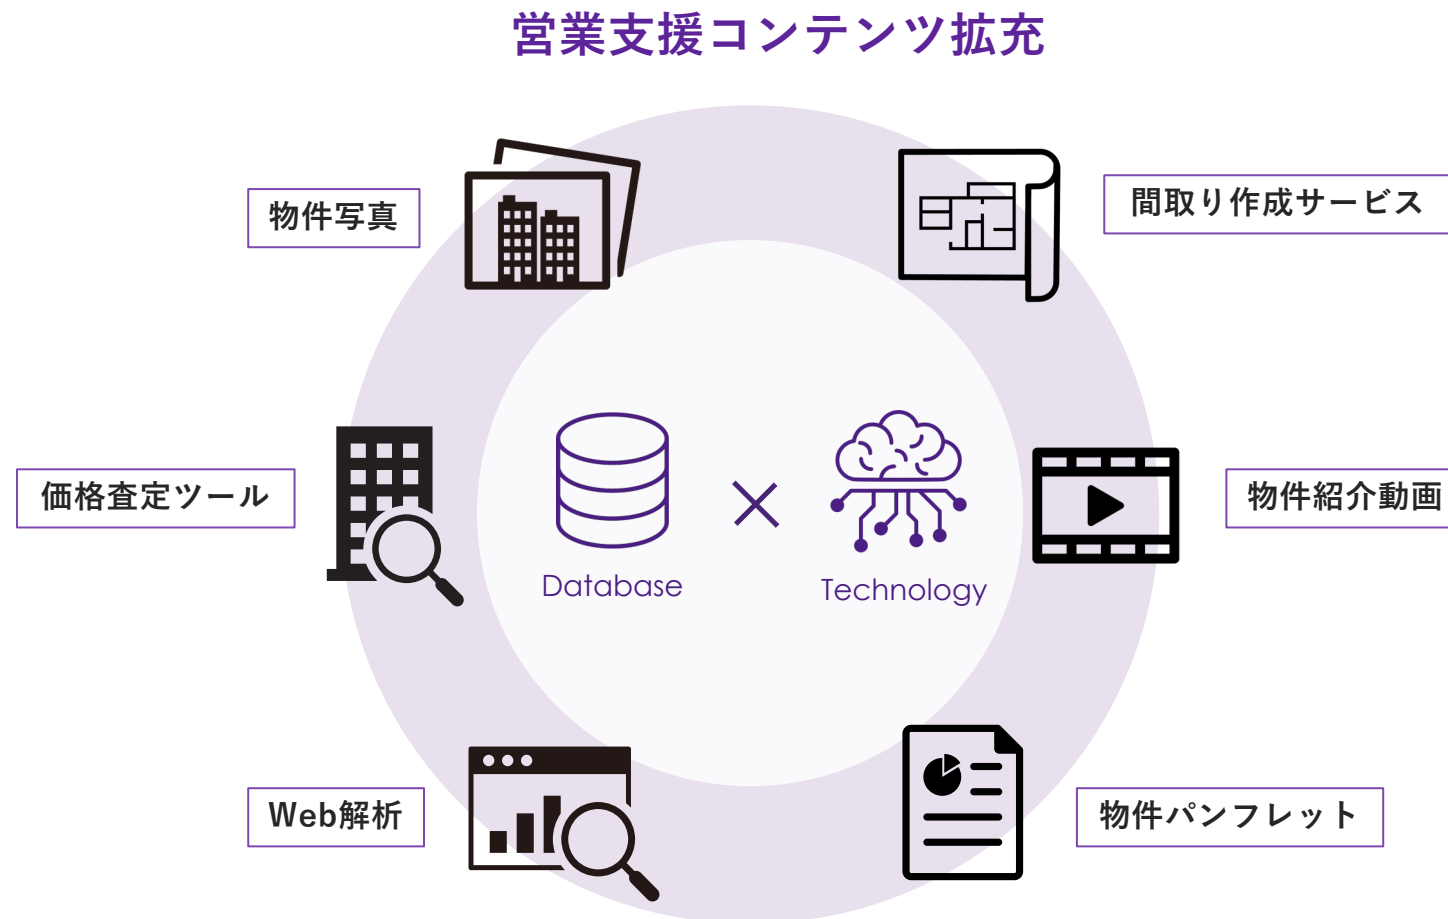 営業支援コンテンツ拡充
物件写真
間取り作成サービス
価格査定ツール
物件紹介動画
Database
Technology
Web解析
物件パンフレット